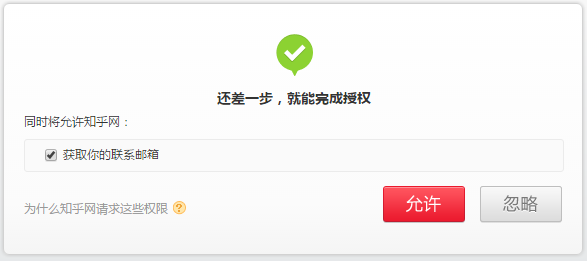 还差一步，就能完成授权
同时将允许知乎网：
获取你的联系邮箱
为什么知乎网请求这些权限 ?
允许
忽略